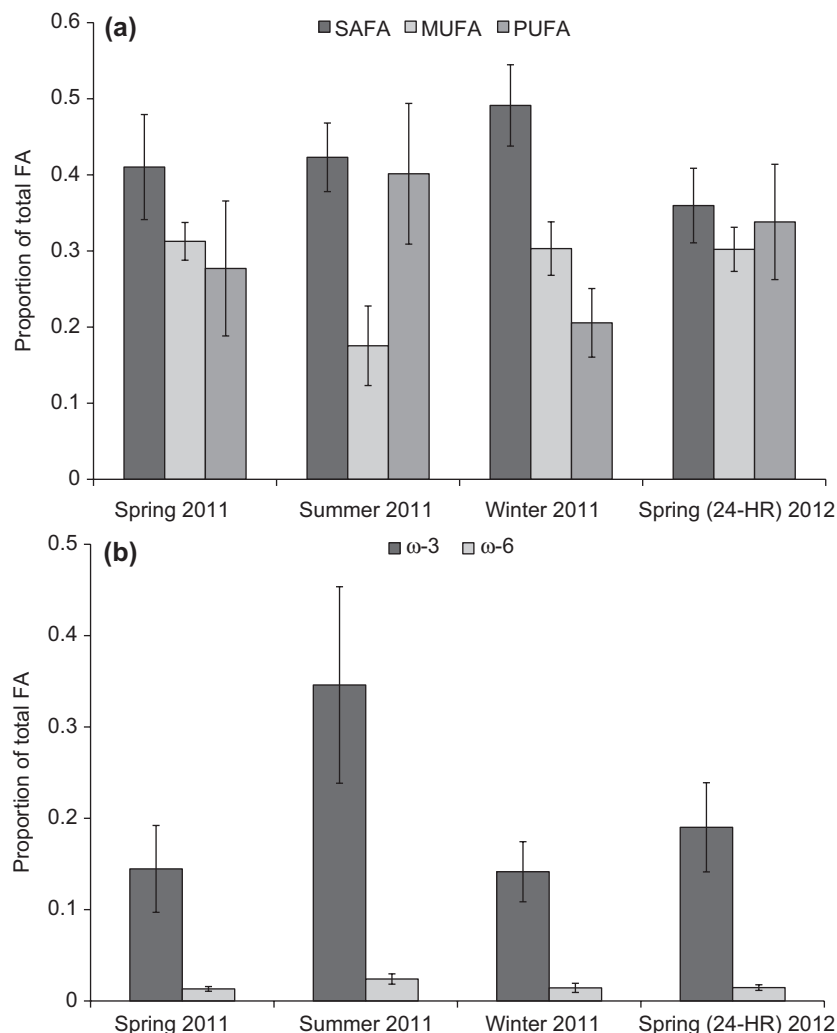 (a)
SAFA MUFA PUFA
0.6
0.5
0.4
0.3
0.2
0.1
0
Proportion of total FA
Spring 2011 Summer 2011 Winter 2011 Spring (24-HR) 2012
(b)
ω-3 ω-6
0.5
0.4
0.3
0.2
0.1
0
Proportion of total FA
Spring 2011 Summer 2011 Winter 2011 Spring (24-HR) 2012